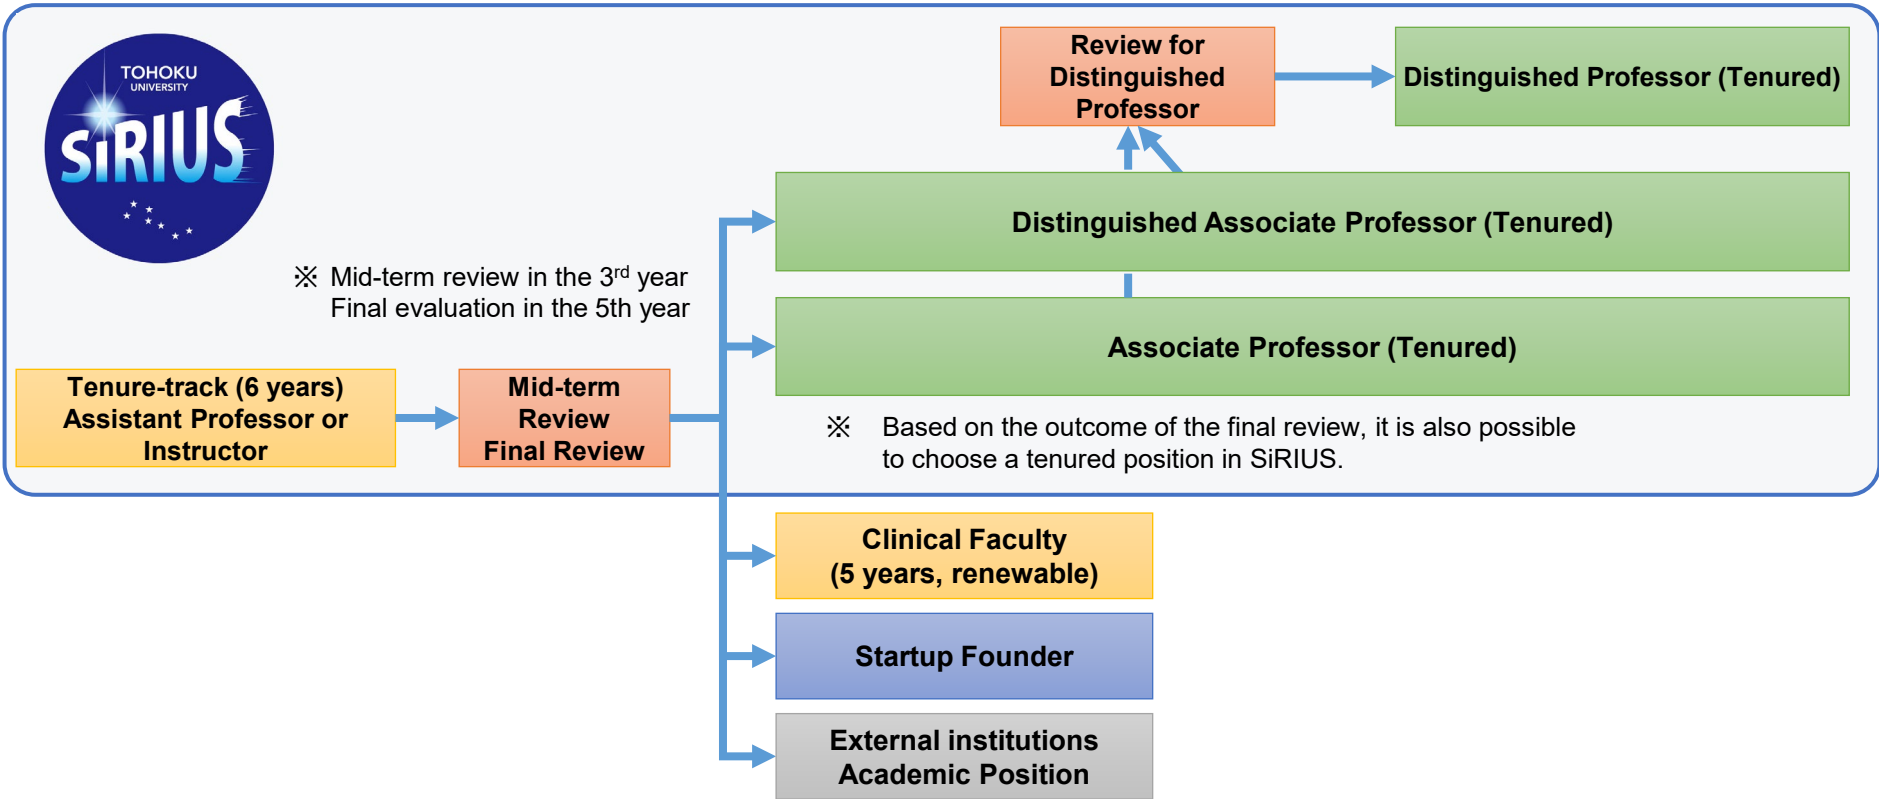 TOHOKU
UNIVERSITY
SiRIUS
Review for
Distinguished
Professor
Distinguished Professor (Tenured)
Distinguished Associate Professor (Tenured)
※ Mid-term review in the 3rd year
Final evaluation in the 5th year
Associate Professor (Tenured)
Tenure-track (6 years)
Assistant Professor or
Instructor
Mid-term
Review
Final Review
※ Based on the outcome of the final review, it is also possible
to choose a tenured position in SiRIUS.
Clinical Faculty
(5 years, renewable)
Startup Founder
External institutions
Academic Position